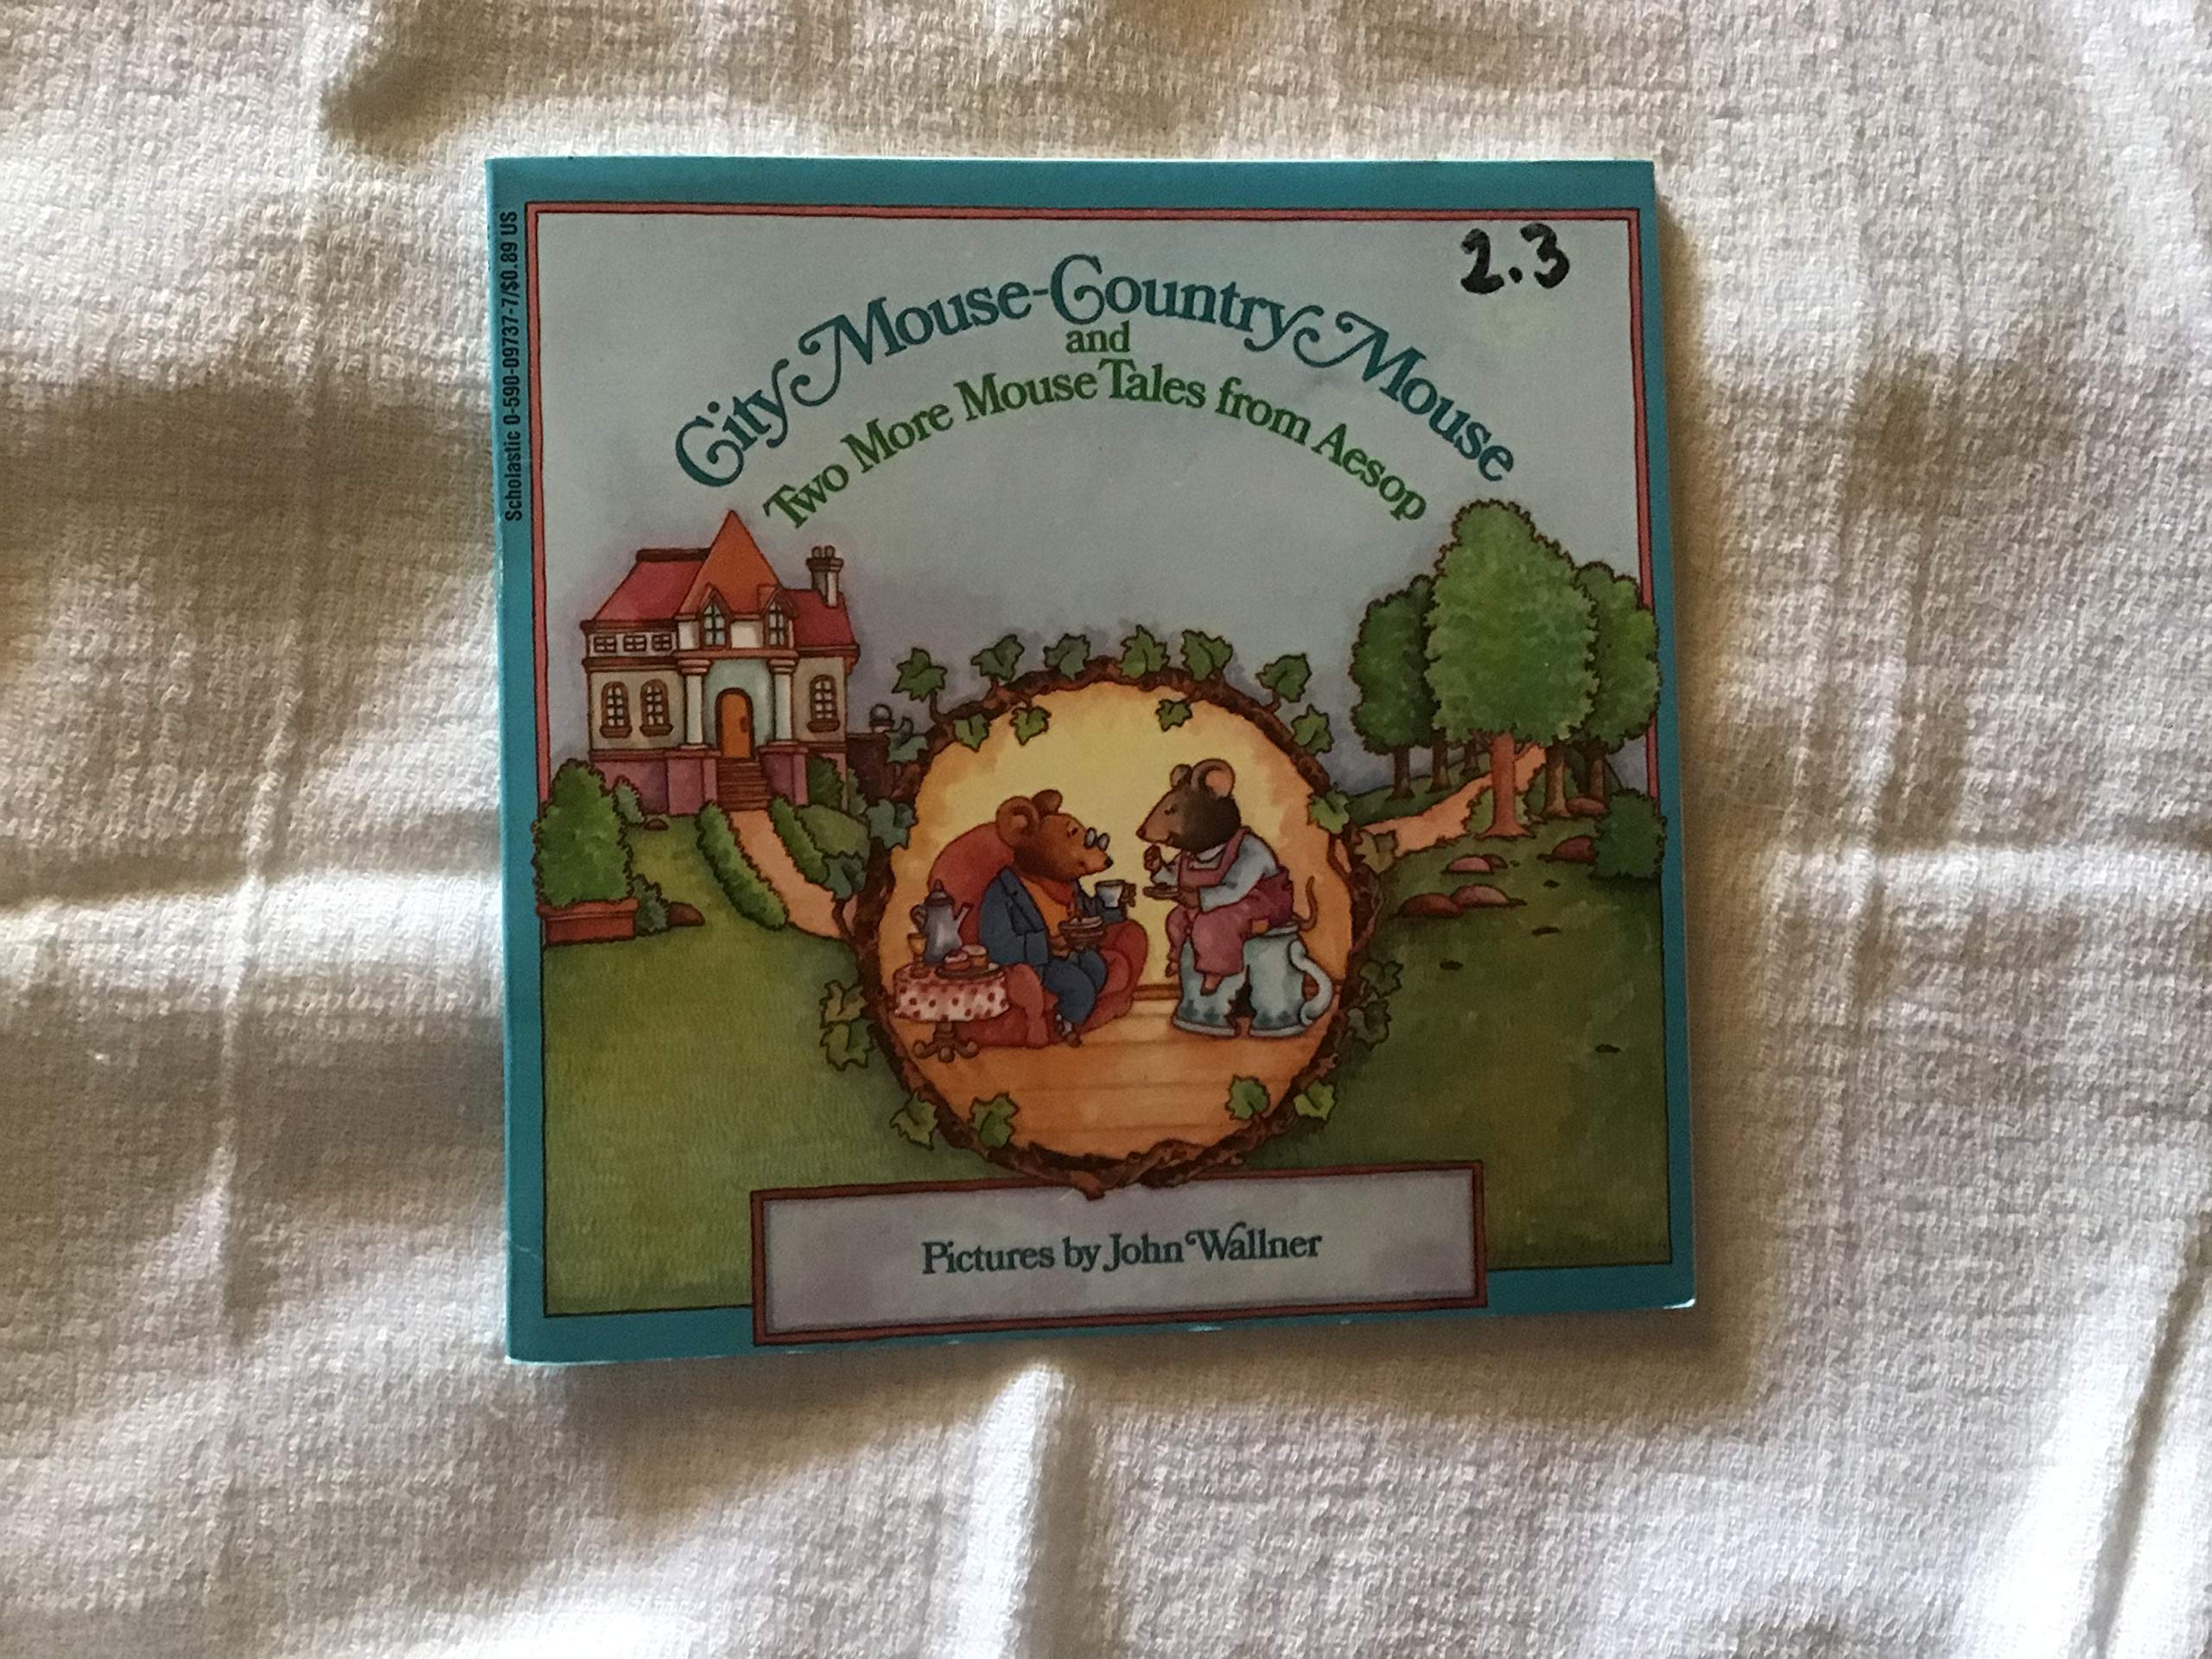 Scholastic 0-590-09737-7/$0.89 US
2.3
City Mouse-Country Mouse
and
Two More Mouse Tales from Aesop
Pictures by John Wallner